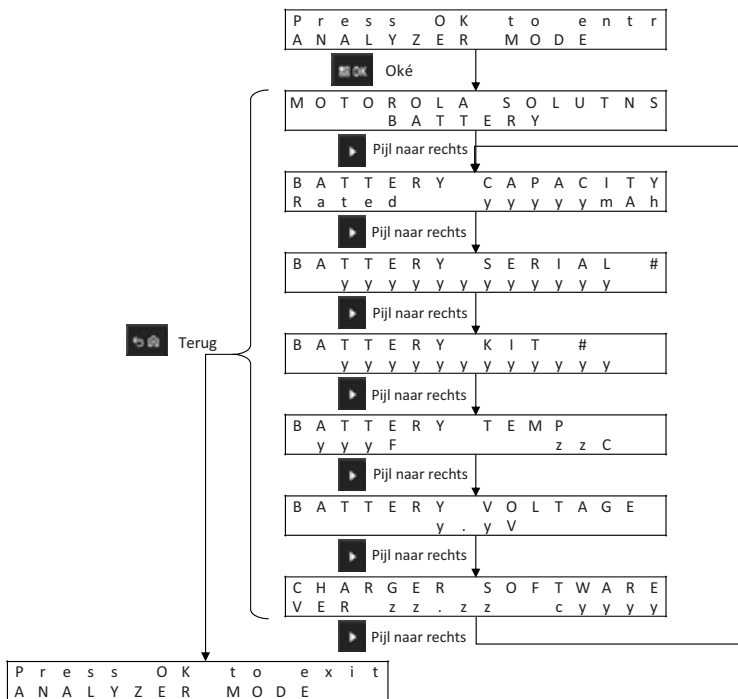 Press OK to entr
ANALYZER MODE
OK Oké
MOTOROLA SOLUTNS
BATTERY
Pijl naar rechts
BATTERY CAPACITY
Rated yyyyymAh
Pijl naar rechts
BATTERY SERIAL #
yyyyyyyyyyyy
Pijl naar rechts
Terug
BATTERY KIT #
yyyyyyyyyyyy
Pijl naar rechts
BATTERY TEMP
yyyF zzC
Pijl naar rechts
BATTERY VOLTAGE
y.yV
Pijl naar rechts
CHARGER SOFTWARE
VER zz.zz cyyyy
Pijl naar rechts
Press OK to exit
ANALYZER MODE